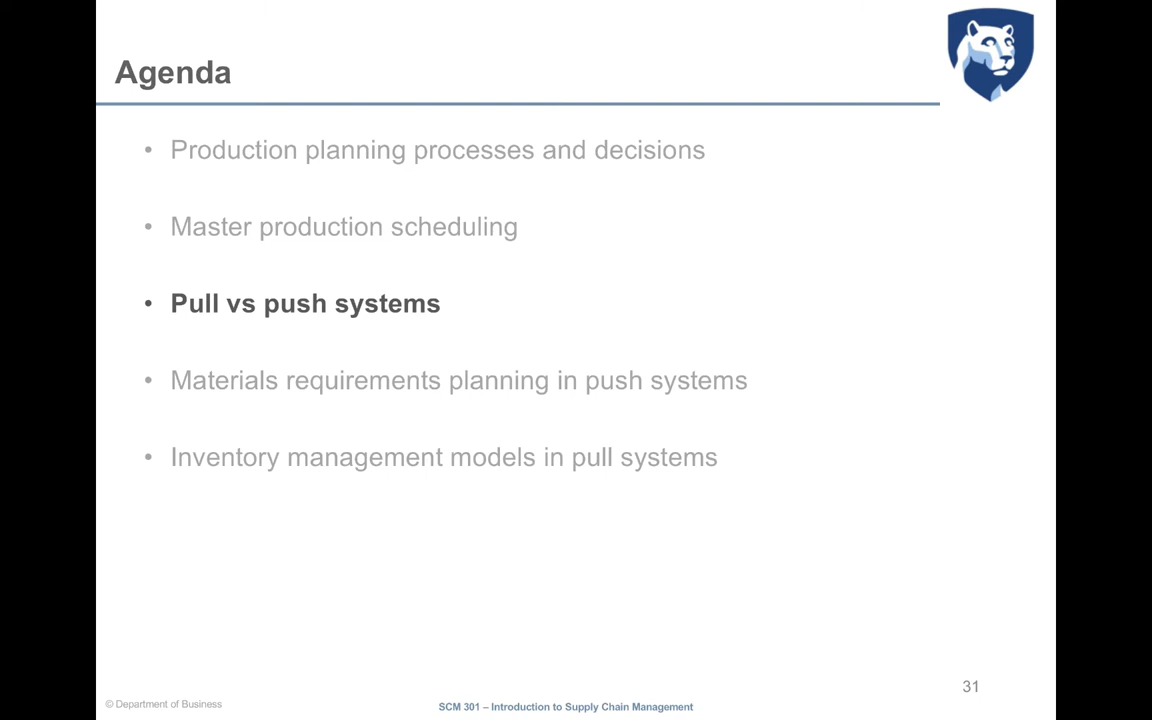 Agenda
• Production planning processes and decisions
• Master production scheduling
• Pull vs push systems
• Materials requirements planning in push systems
• Inventory management models in pull systems
31
© Department of Business
SCM 301 – Introduction to Supply Chain Management